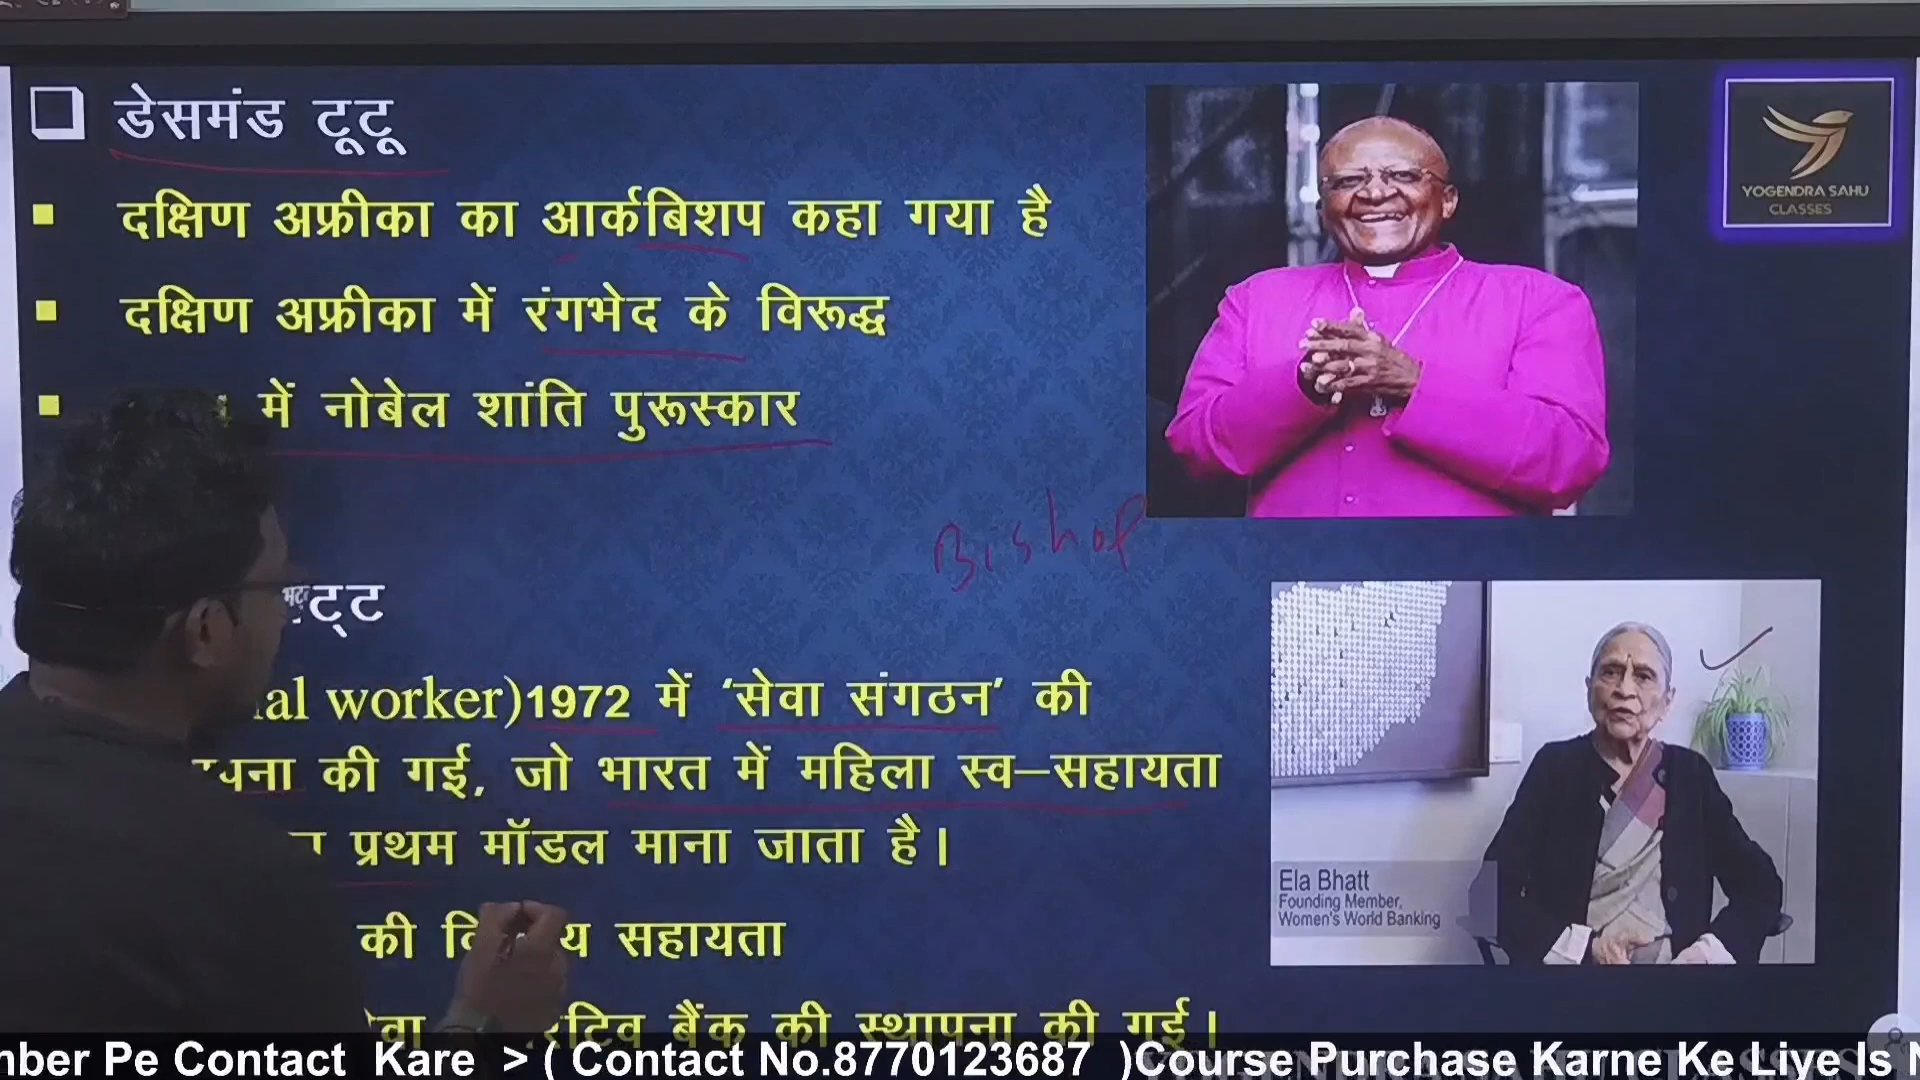 डेसमंड टूटू
दक्षिण अफ्रीका का आर्कबिशप कहा गया है
दक्षिण अफ्रीका में रंगभेद के विरूद्ध
में नोबेल शांति पुरूस्कार
Bishop
YOGENDRA SAHU
CLASSES
worker)1972 में ‘सेवा संगठन’ की
की गई, जो भारत में महिला स्व–सहायता
प्रथम मॉडल माना जाता है।
की सहायता
बैंक की स्थापना की गई।
Ela Bhatt
Founding Member,
Women's World Banking
Pe Contact Kare > ( Contact No.8770123687 )Course Purchase Karne Ke Liye Is